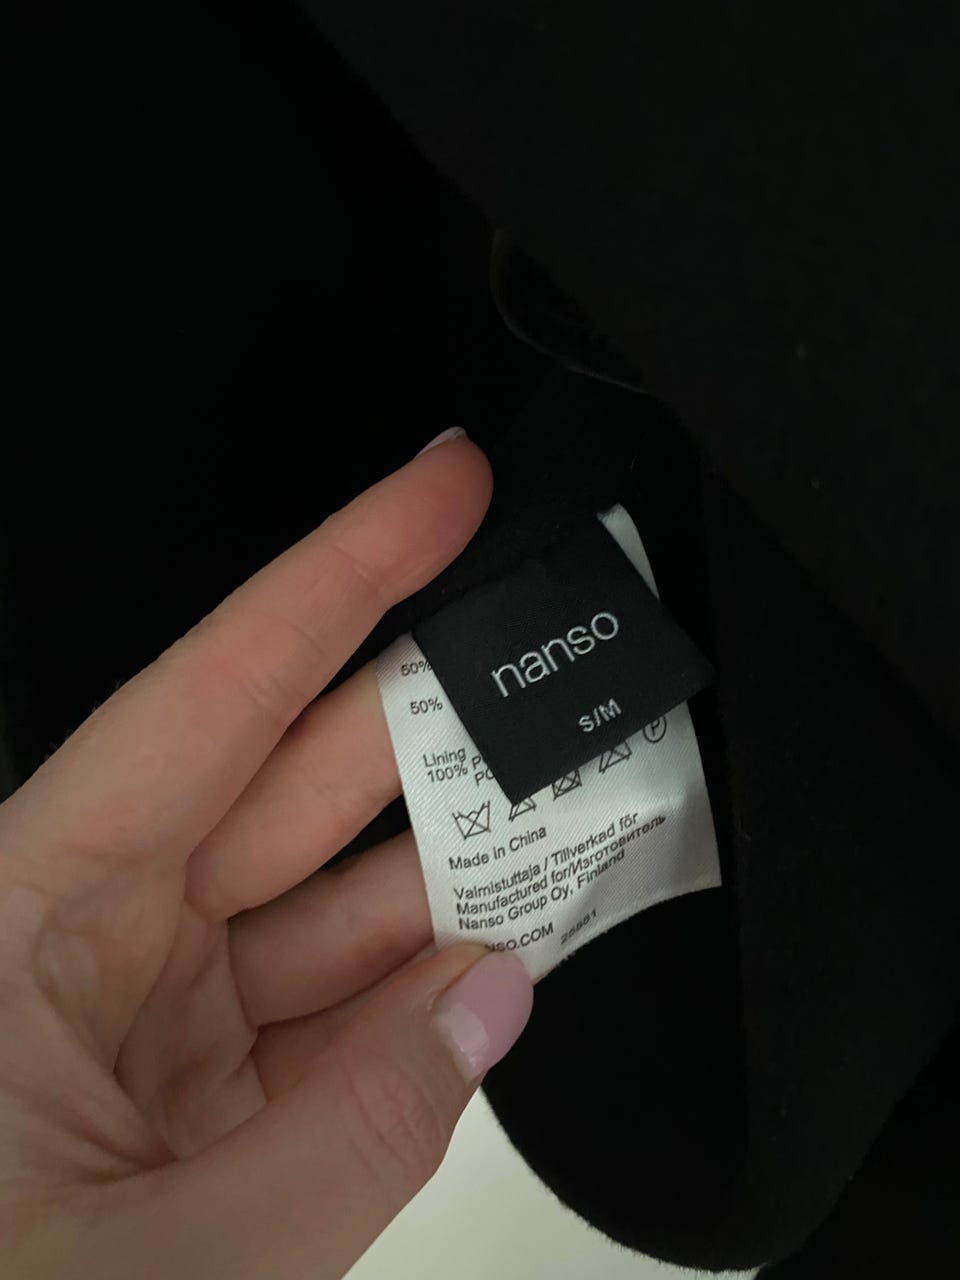 nanso
S/M
50%
50%
Lining
100%
Made in China
Valmistuttaja / Tillverkad för
Manufactured for/Изготовитель
Nanso Group Oy, Finland
NSO.COM
P